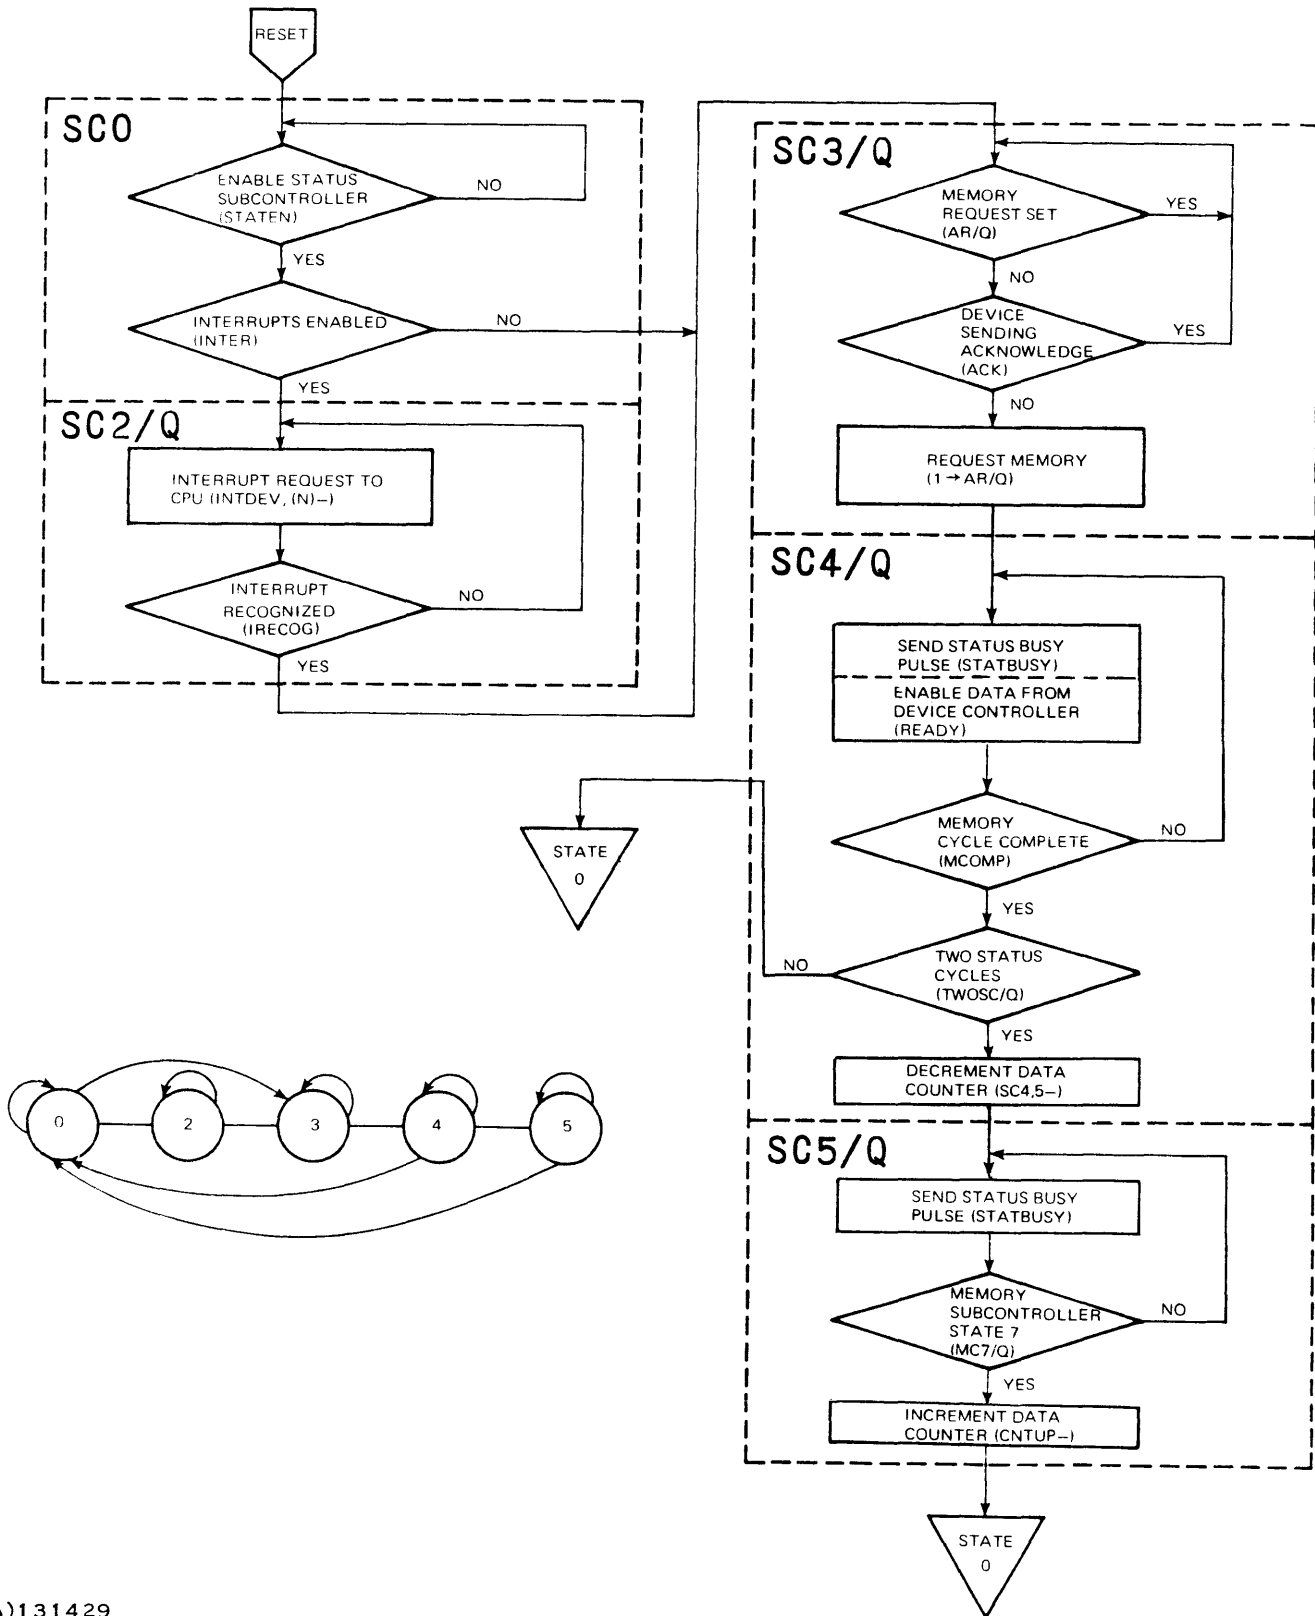 RESET
SC0
ENABLE STATUS
SUBCONTROLLER
(STATEN)
NO
YES
INTERRUPTS ENABLED
(INTER)
NO
YES
SC2/Q
INTERRUPT REQUEST TO
CPU (INTDEV, (N)–)
INTERRUPT
RECOGNIZED
(IRECOG)
NO
YES
SC3/Q
MEMORY
REQUEST SET
(AR/Q)
YES
NO
DEVICE
SENDING
ACKNOWLEDGE
(ACK)
YES
NO
REQUEST MEMORY
(1→AR/Q)
SC4/Q
SEND STATUS BUSY
PULSE (STATBUSY)
ENABLE DATA FROM
DEVICE CONTROLLER
(READY)
MEMORY
CYCLE COMPLETE
(MCOMP)
NO
YES
TWO STATUS
CYCLES
(TWOSC/Q)
NO
YES
STATE
0
DECREMENT DATA
COUNTER (SC4,5–)
SC5/Q
SEND STATUS BUSY
PULSE (STATBUSY)
MEMORY
SUBCONTROLLER
STATE 7
(MC7/Q)
NO
YES
INCREMENT DATA
COUNTER (CNTUP–)
STATE
0
0 2 3 4 5
)131429